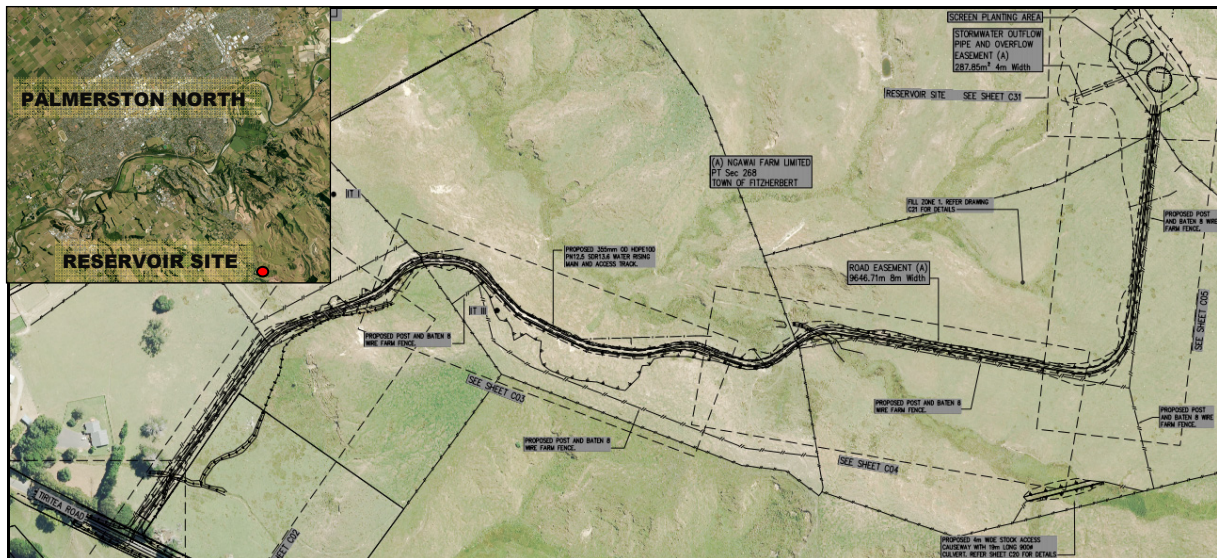 PALMERSTON NORTH
RESERVOIR SITE
SCREEN PLANTING AREA
STORMWATER OUTFLOW
PIPE AND OVERFLOW
EASEMENT (A)
287.85m² 4m Width
RESERVOIR SITE SEE SHEET C31
(A) NGAWAI FARM LIMITED
PT Sec 268
TOWN OF FITZHERBERT
FILL ZONE 1. REFER DRAWING
C21 FOR DETAILS
PROPOSED POST
AND BATEN 8 WIRE
FARM FENCE.
PROPOSED 355mm OD HDPE100
PN12.5 SDR13.6 WATER RISING
MAIN AND ACCESS TRACK.
ROAD EASEMENT (A)
9646.71m 8m Width
SEE SHEET C05
PROPOSED POST AND BATEN 8
WIRE FARM FENCE.
SEE SHEET C03
PROPOSED POST AND BATEN 8
WIRE FARM FENCE.
PROPOSED POST AND BATEN 8
WIRE FARM FENCE.
PROPOSED POST
AND BATEN 8 WIRE
FARM FENCE.
SEE SHEET C04
TIRITEA ROAD
SHEET C02
PROPOSED 4m WIDE STOCK ACCESS
CAUSEWAY WITH 19m LONG 900Ø
CULVERT. REFER SHEET C20 FOR DETAILS